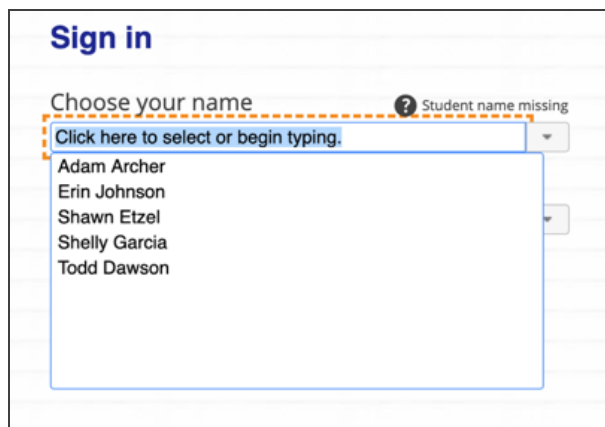 Sign in
Choose your name
? Student name missing
Click here to select or begin typing.
Adam Archer
Erin Johnson
Shawn Etzel
Shelly Garcia
Todd Dawson